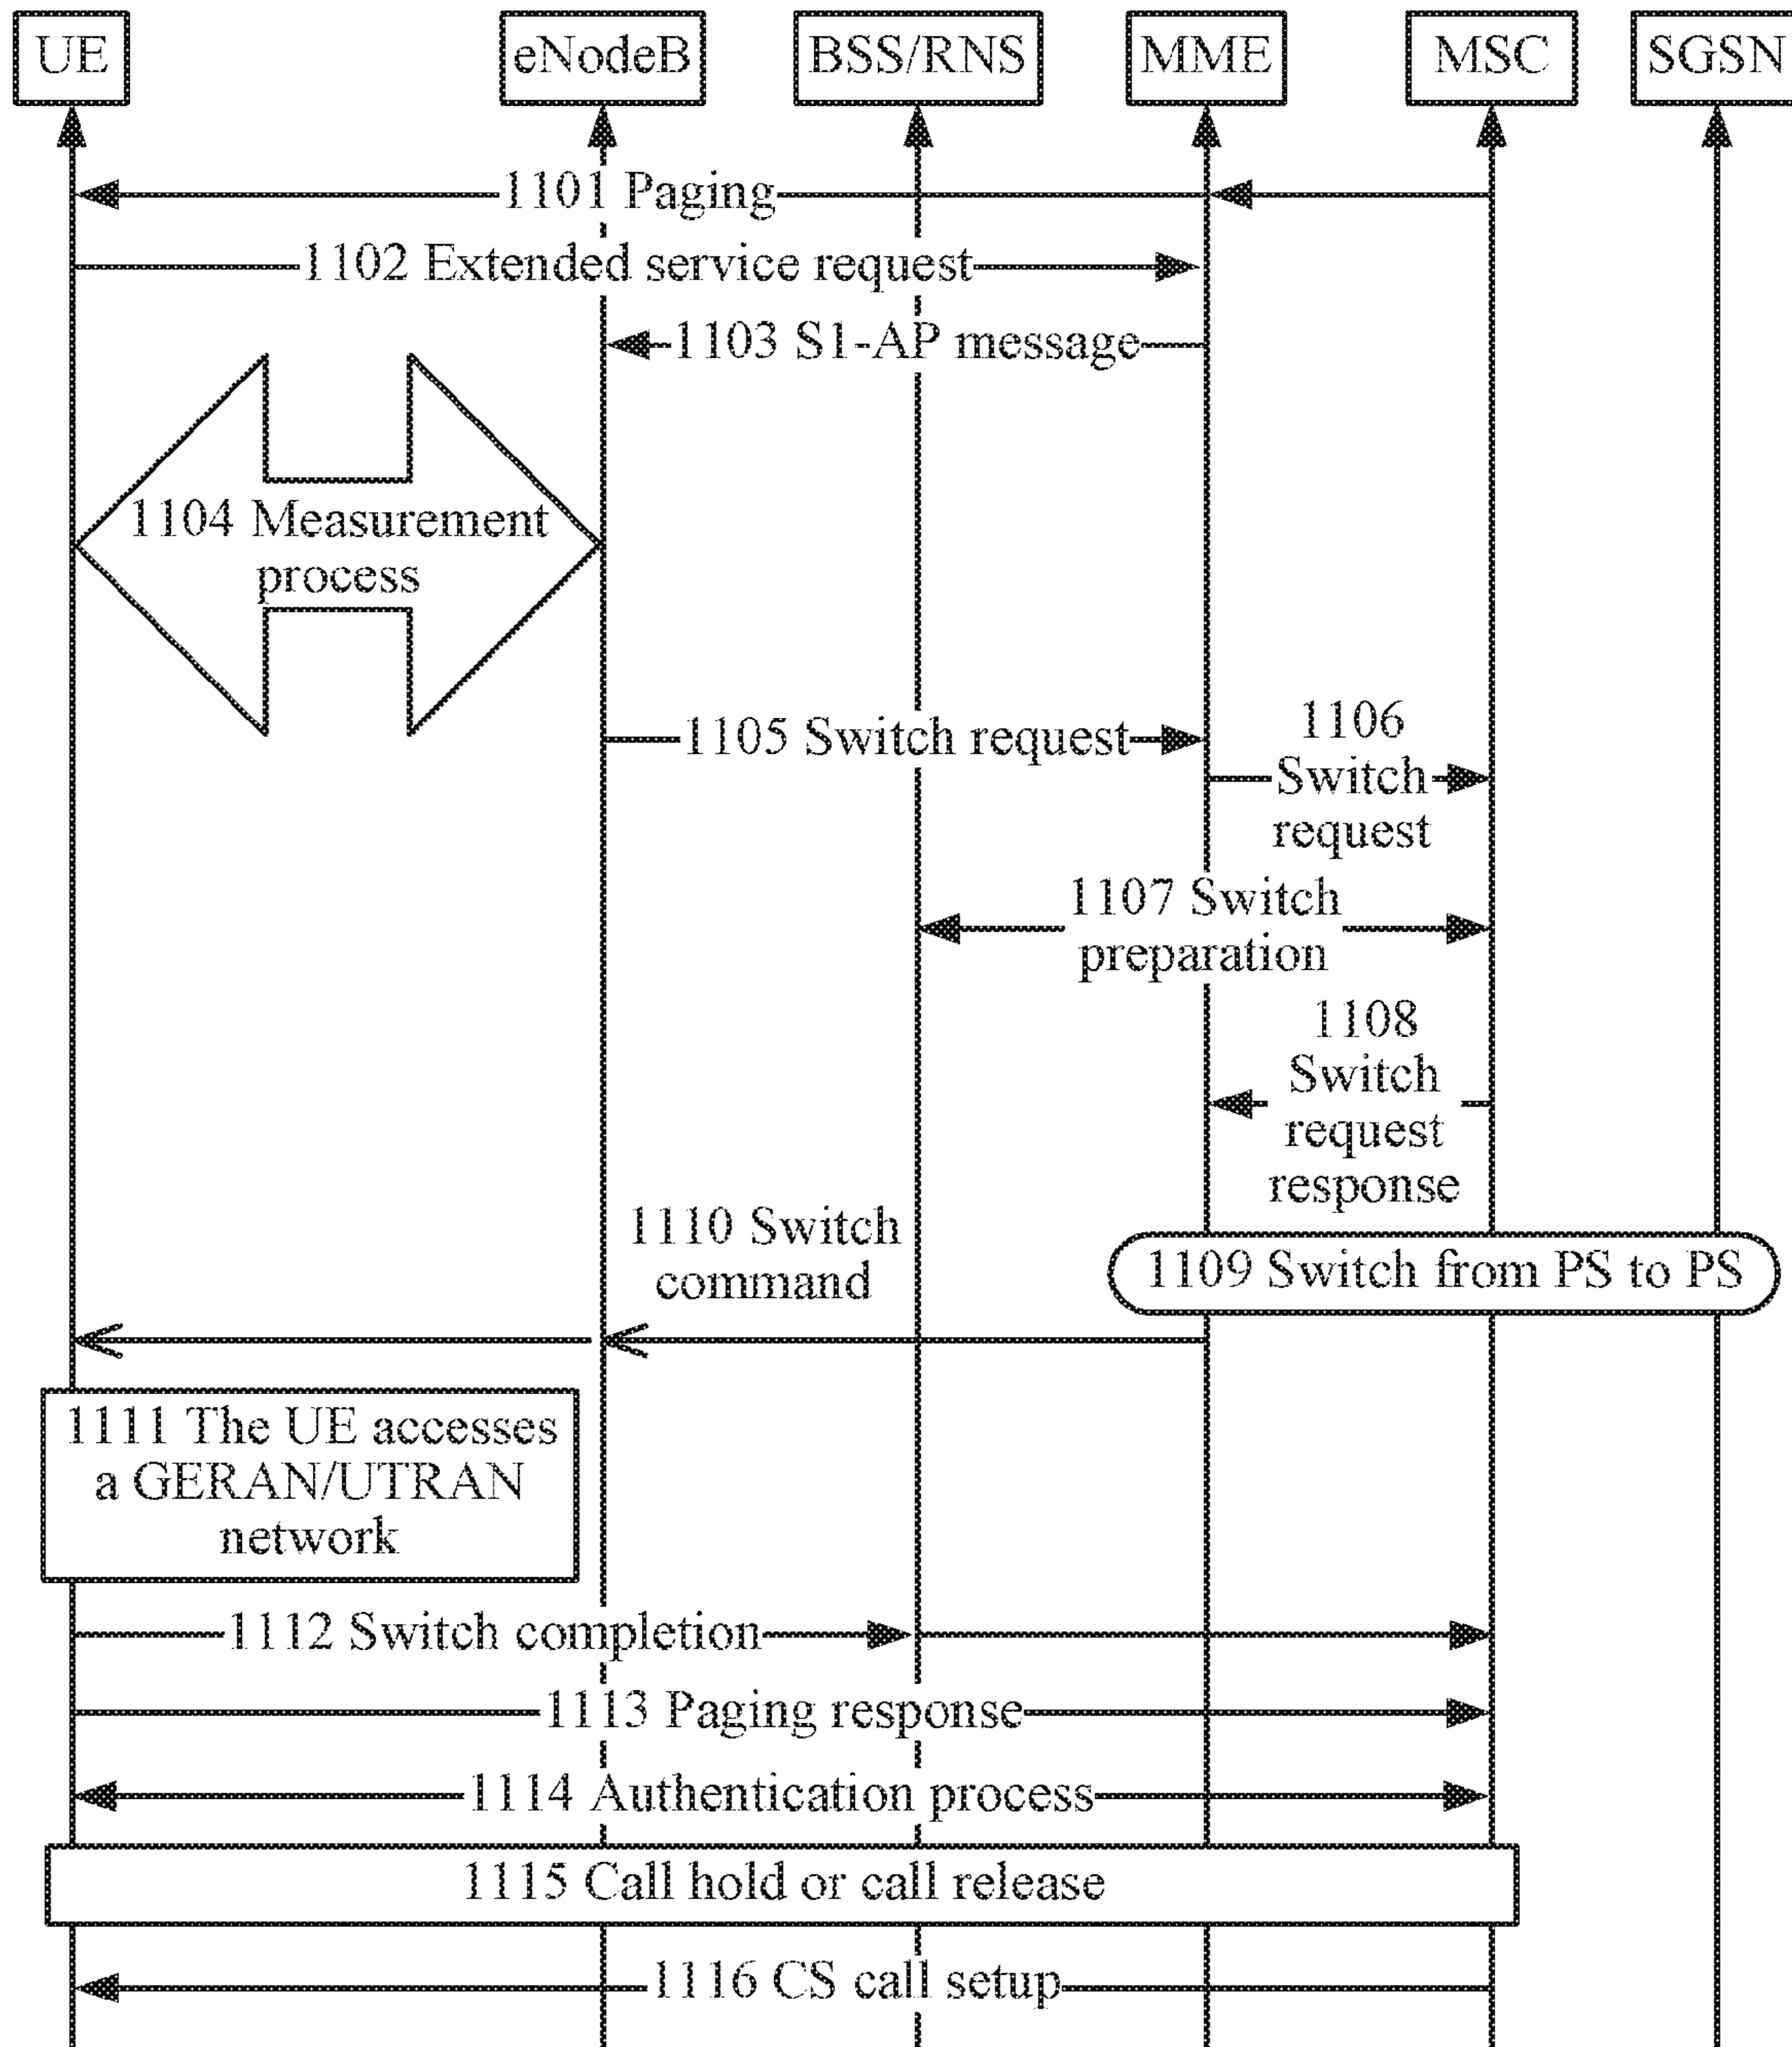 UE
eNodeB
BSS/RNS
MME
MSC
SGSN
1101 Paging
1102 Extended service request
1103 S1-AP message
1104 Measurement
process
1105 Switch request
1106
Switch
request
1107 Switch
preparation
1108
Switch
request
response
1109 Switch from PS to PS
1110 Switch
command
1111 The UE accesses
a GERAN/UTRAN
network
1112 Switch completion
1113 Paging response
1114 Authentication process
1115 Call hold or call release
1116 CS call setup